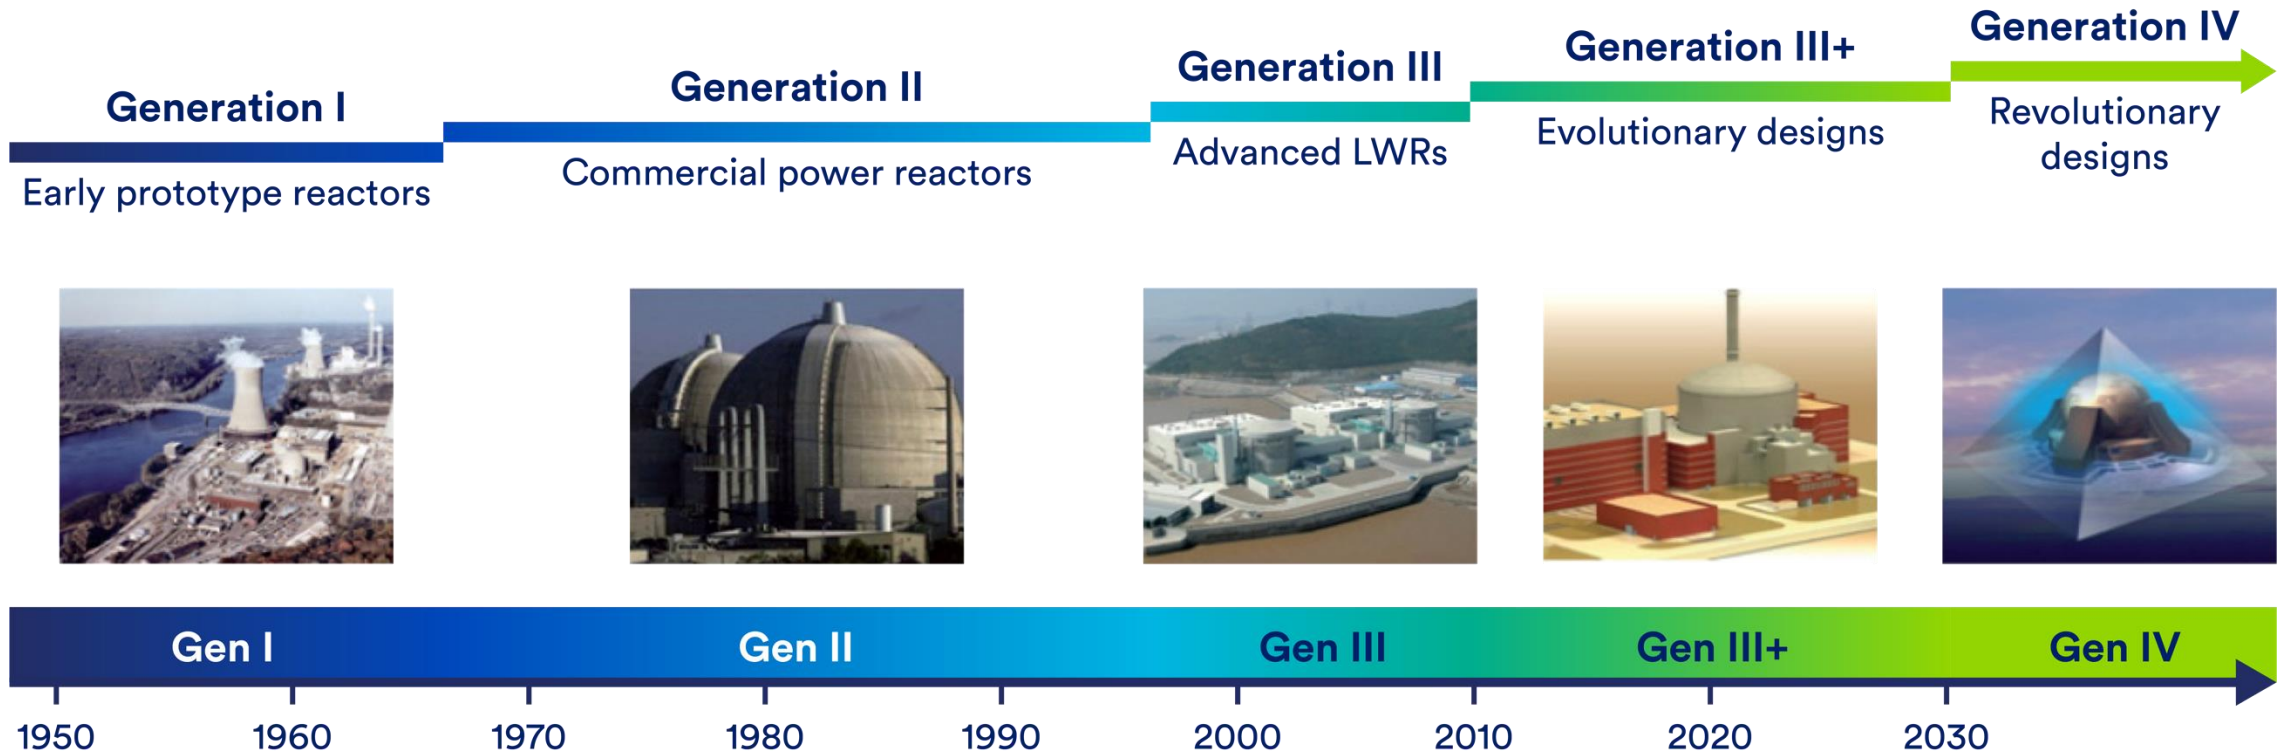 Generation I
Early prototype reactors
Generation II
Commercial power reactors
Generation III
Advanced LWRs
Generation III+
Evolutionary designs
Generation IV
Revolutionary
designs
Gen I
Gen II
Gen III
Gen III+
Gen IV
1950
1960
1970
1980
1990
2000
2010
2020
2030